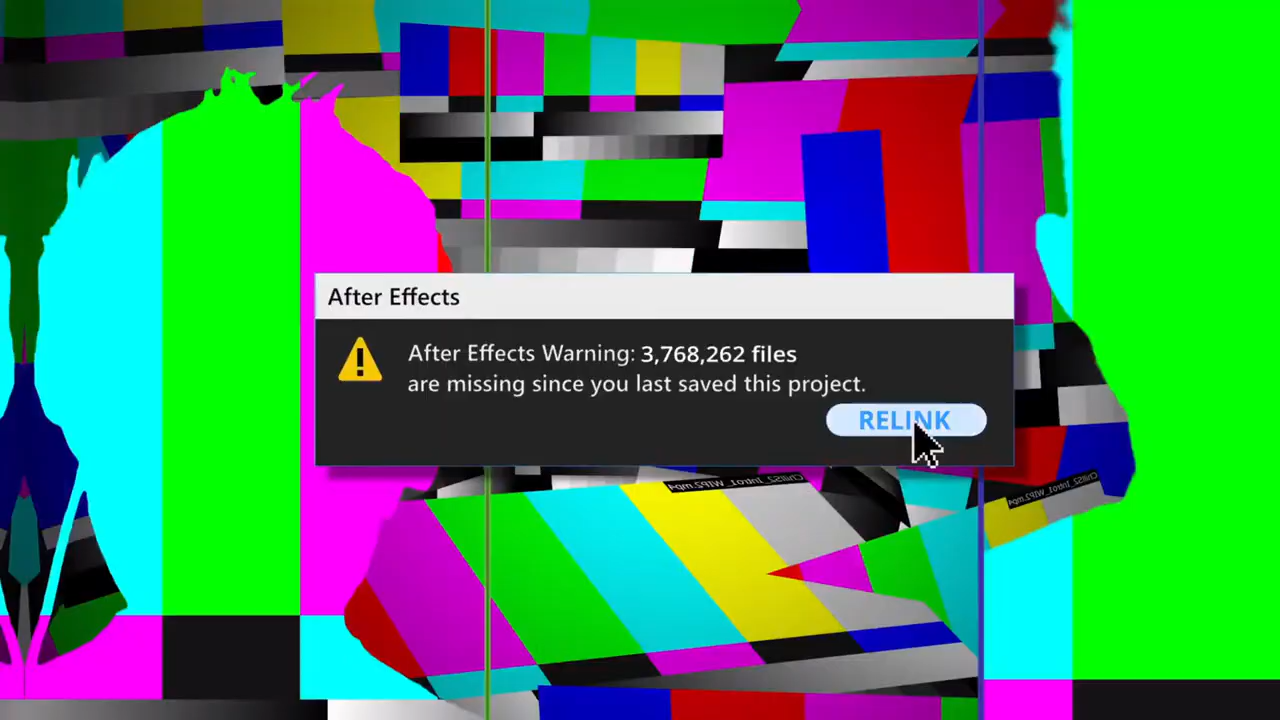 After Effects
After Effects Warning: 3,768,262 files
are missing since you last saved this project.
RELINK